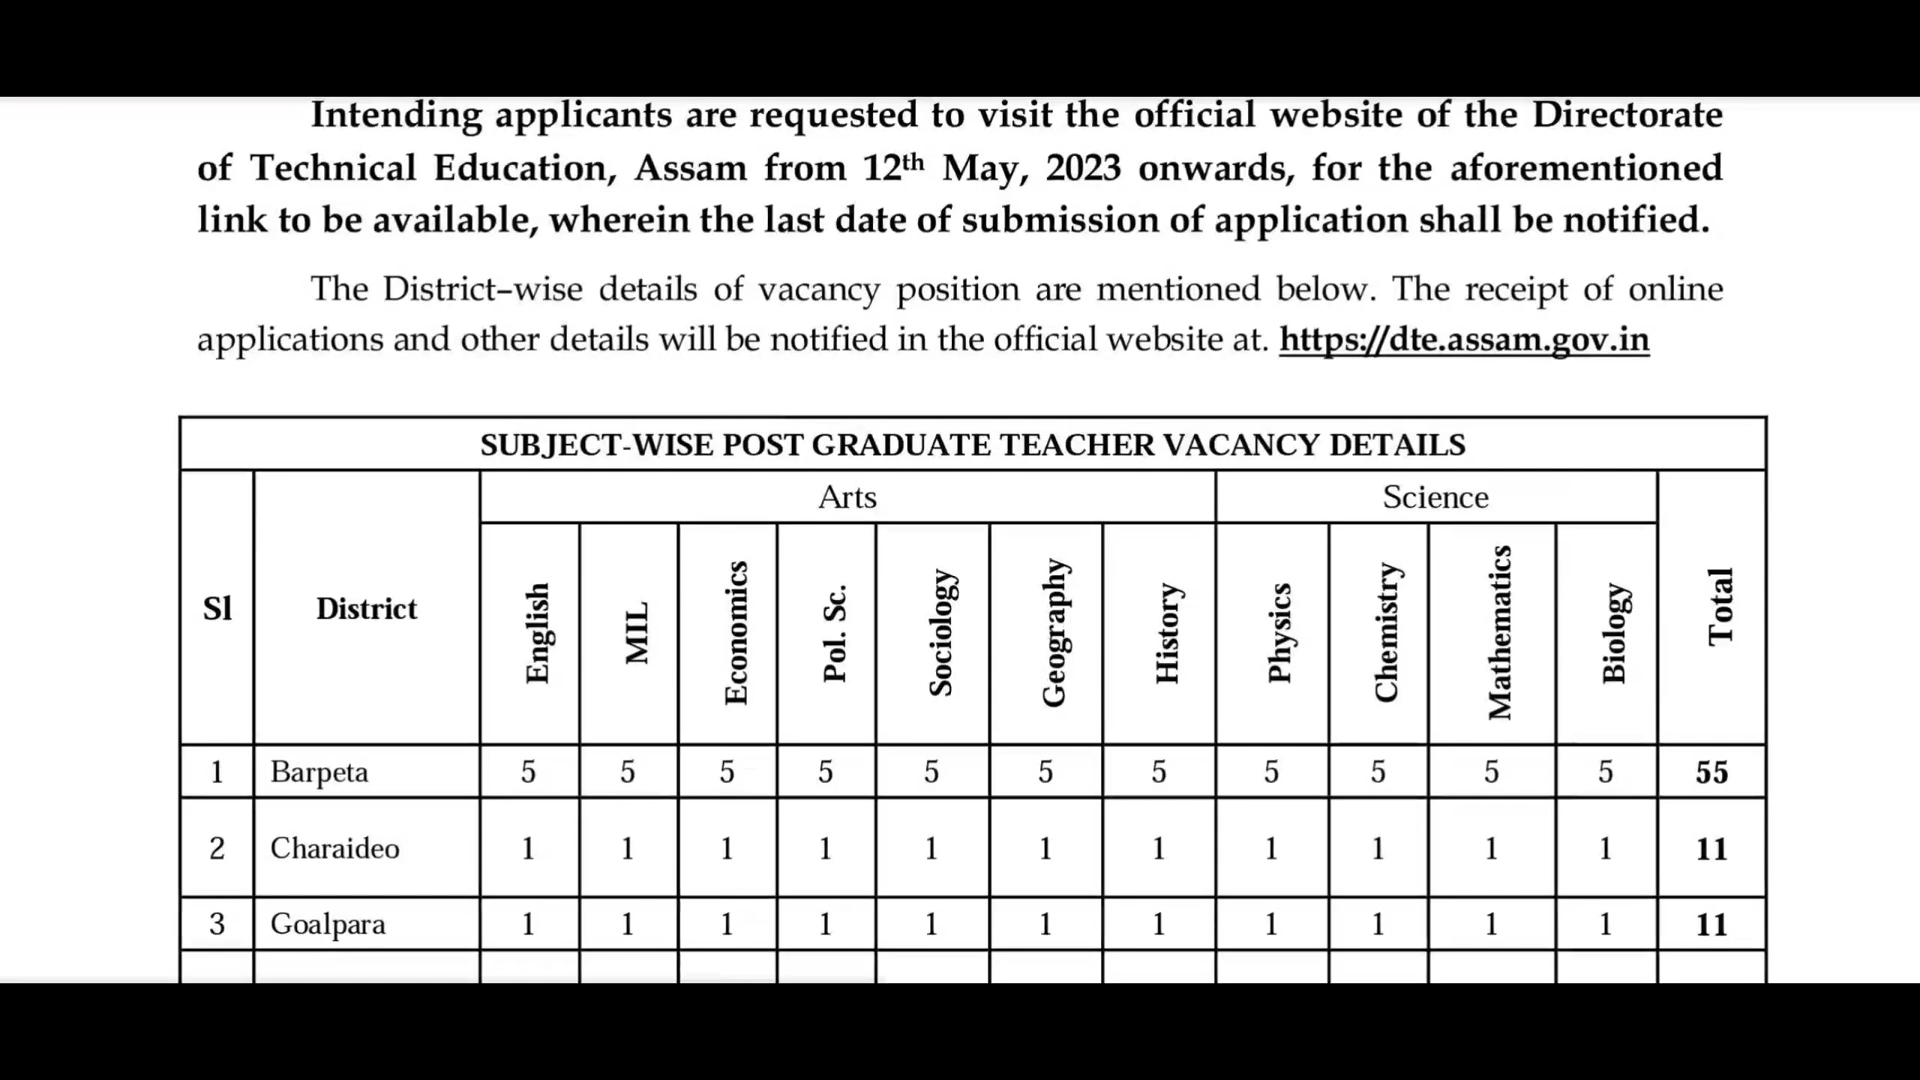 Intending applicants are requested to visit the official website of the Directorate
of Technical Education, Assam from 12th May, 2023 onwards, for the aforementioned
link to be available, wherein the last date of submission of application shall be notified.
The District–wise details of vacancy position are mentioned below. The receipt of online
applications and other details will be notified in the official website at. https://dte.assam.gov.in
SUBJECT-WISE POST GRADUATE TEACHER VACANCY DETAILS
Sl District Arts Science Total
English MIL Economics Pol. Sc. Sociology Geography History Physics Chemistry Mathematics Biology
1 Barpeta 5 5 5 5 5 5 5 5 5 5 5 55
2 Charaideo 1 1 1 1 1 1 1 1 1 1 1 11
3 Goalpara 1 1 1 1 1 1 1 1 1 1 1 11